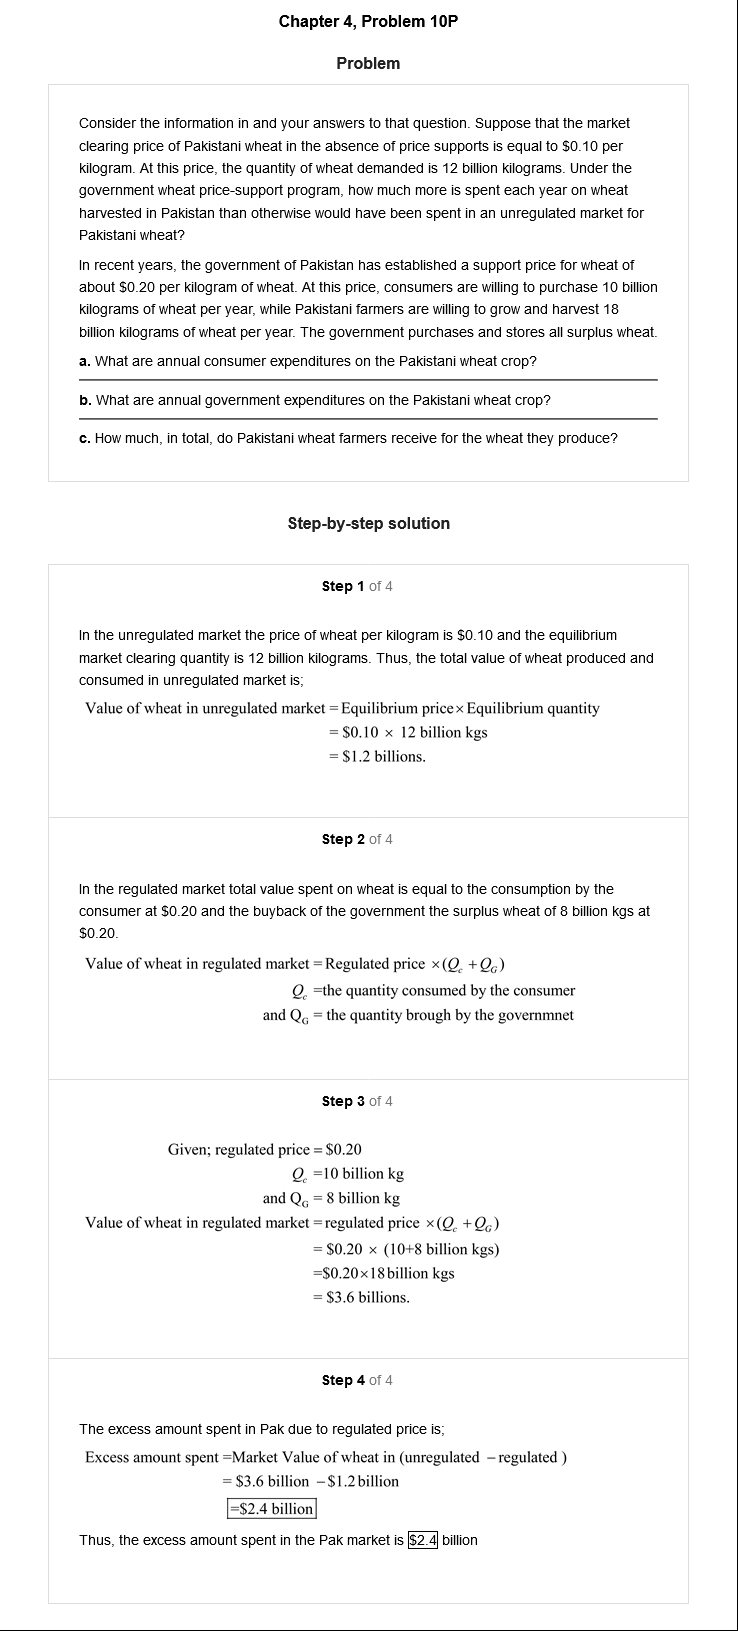 Chapter 4, Problem 10P
Problem
Consider the information in and your answers to that question. Suppose that the market
clearing price of Pakistani wheat in the absence of price supports is equal to $0.10 per
kilogram. At this price, the quantity of wheat demanded is 12 billion kilograms. Under the
government wheat price-support program, how much more is spent each year on wheat
harvested in Pakistan than otherwise would have been spent in an unregulated market for
Pakistani wheat?
In recent years, the government of Pakistan has established a support price for wheat of
about $0.20 per kilogram of wheat. At this price, consumers are willing to purchase 10 billion
kilograms of wheat per year, while Pakistani farmers are willing to grow and harvest 18
billion kilograms of wheat per year. The government purchases and stores all surplus wheat.
a. What are annual consumer expenditures on the Pakistani wheat crop?
b. What are annual government expenditures on the Pakistani wheat crop?
c. How much, in total, do Pakistani wheat farmers receive for the wheat they produce?
Step-by-step solution
Step 1 of 4
In the unregulated market the price of wheat per kilogram is $0.10 and the equilibrium
market clearing quantity is 12 billion kilograms. Thus, the total value of wheat produced and
consumed in unregulated market is;
Value of wheat in unregulated market = Equilibrium price × Equilibrium quantity
= $0.10 × 12 billion kgs
= $1.2 billions.
Step 2 of 4
In the regulated market total value spent on wheat is equal to the consumption by the
consumer at $0.20 and the buyback of the government the surplus wheat of 8 billion kgs at
$0.20.
Value of wheat in regulated market = Regulated price ×(Q_c + Q_G)
Q_c =the quantity consumed by the consumer
and Q_G = the quantity brough by the governmnet
Step 3 of 4
Given; regulated price = $0.20
Q_c =10 billion kg
and Q_G = 8 billion kg
Value of wheat in regulated market = regulated price ×(Q_c + Q_G)
= $0.20 × (10+8 billion kgs)
=$0.20×18 billion kgs
= $3.6 billions.
Step 4 of 4
The excess amount spent in Pak due to regulated price is;
Excess amount spent =Market Value of wheat in (unregulated − regulated )
= $3.6 billion − $1.2 billion
=$2.4 billion
Thus, the excess amount spent in the Pak market is $2.4 billion